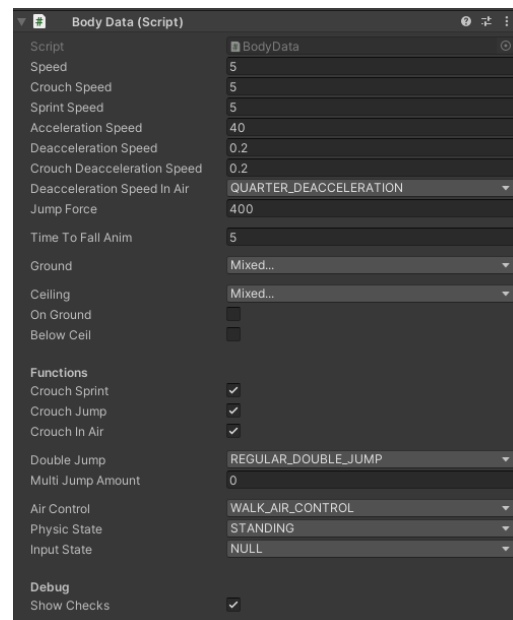 # Body Data (Script)
Script BodyData
Speed 5
Crouch Speed 5
Sprint Speed 5
Acceleration Speed 40
Deacceleration Speed 0.2
Crouch Deacceleration Speed 0.2
Deacceleration Speed In Air QUARTER_DEACCELERATION
Jump Force 400
Time To Fall Anim 5
Ground Mixed...
Ceiling Mixed...
On Ground
Below Ceil
Functions
Crouch Sprint
Crouch Jump
Crouch In Air
Double Jump REGULAR_DOUBLE_JUMP
Multi Jump Amount 0
Air Control WALK_AIR_CONTROL
Physic State STANDING
Input State NULL
Debug
Show Checks